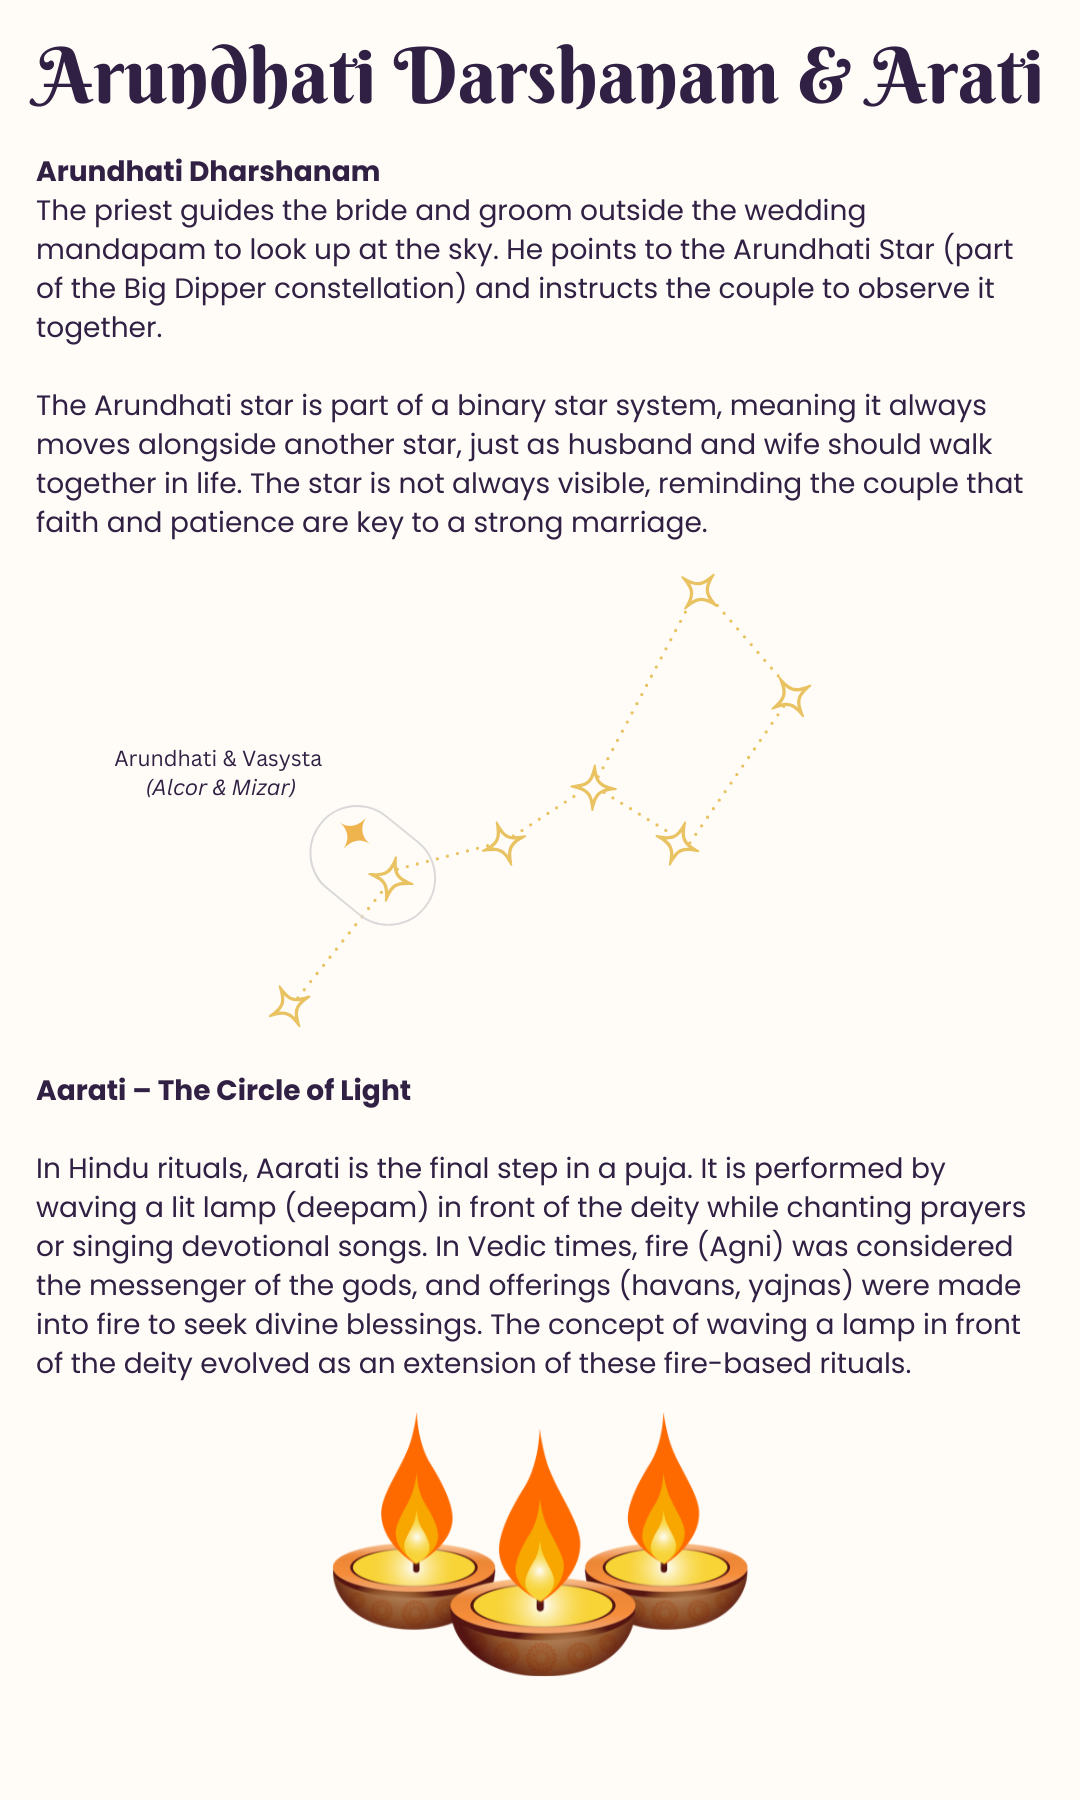 Arundhati Darshanam & Arati
Arundhati Dharshanam
The priest guides the bride and groom outside the wedding
mandapam to look up at the sky. He points to the Arundhati Star (part
of the Big Dipper constellation) and instructs the couple to observe it
together.
The Arundhati star is part of a binary star system, meaning it always
moves alongside another star, just as husband and wife should walk
together in life. The star is not always visible, reminding the couple that
faith and patience are key to a strong marriage.
Arundhati & Vasysta
(Alcor & Mizar)
Aarati – The Circle of Light
In Hindu rituals, Aarati is the final step in a puja. It is performed by
waving a lit lamp (deepam) in front of the deity while chanting prayers
or singing devotional songs. In Vedic times, fire (Agni) was considered
the messenger of the gods, and offerings (havans, yajnas) were made
into fire to seek divine blessings. The concept of waving a lamp in front
of the deity evolved as an extension of these fire-based rituals.